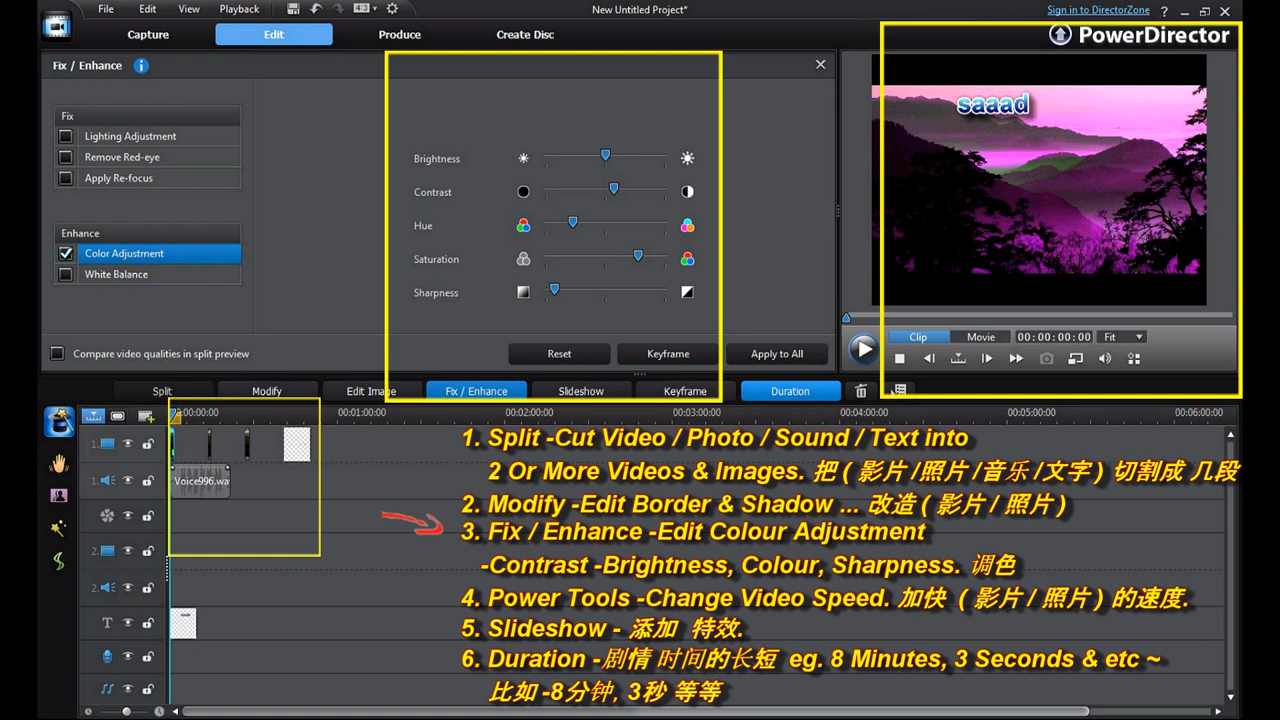 File Edit View Playback
New Untitled Project*
Sign in to DirectorZone ?
Capture Edit Produce Create Disc
PowerDirector
Fix / Enhance
Fix
Lighting Adjustment
Remove Red-eye
Apply Re-focus
Enhance
Color Adjustment
White Balance
Compare video qualities in split preview
Brightness
Contrast
Hue
Saturation
Sharpness
Reset Keyframe Apply to All
saaad
Clip Movie 00:00:00:00 Fit
Split Modify Edit Image Fix / Enhance Slideshow Keyframe Duration
00:00:00 00:01:00:00 00:02:00:00 00:03:00:00 00:04:00:00 00:05:00:00 00:06:00:00
1.
1.
Voice996.wa
2.
2.
T
1. Split -Cut Video / Photo / Sound / Text into
2 Or More Videos & Images. 把 ( 影片 /照片 /音乐 /文字 ) 切割成 几段
2. Modify -Edit Border & Shadow ... 改造 ( 影片 / 照片 )
3. Fix / Enhance -Edit Colour Adjustment
-Contrast -Brightness, Colour, Sharpness. 调色
4. Power Tools -Change Video Speed. 加快 ( 影片 / 照片 ) 的速度.
5. Slideshow - 添加 特效.
6. Duration -剧情 时间的长短 eg. 8 Minutes, 3 Seconds & etc ~
比如 -8分钟, 3秒 等等